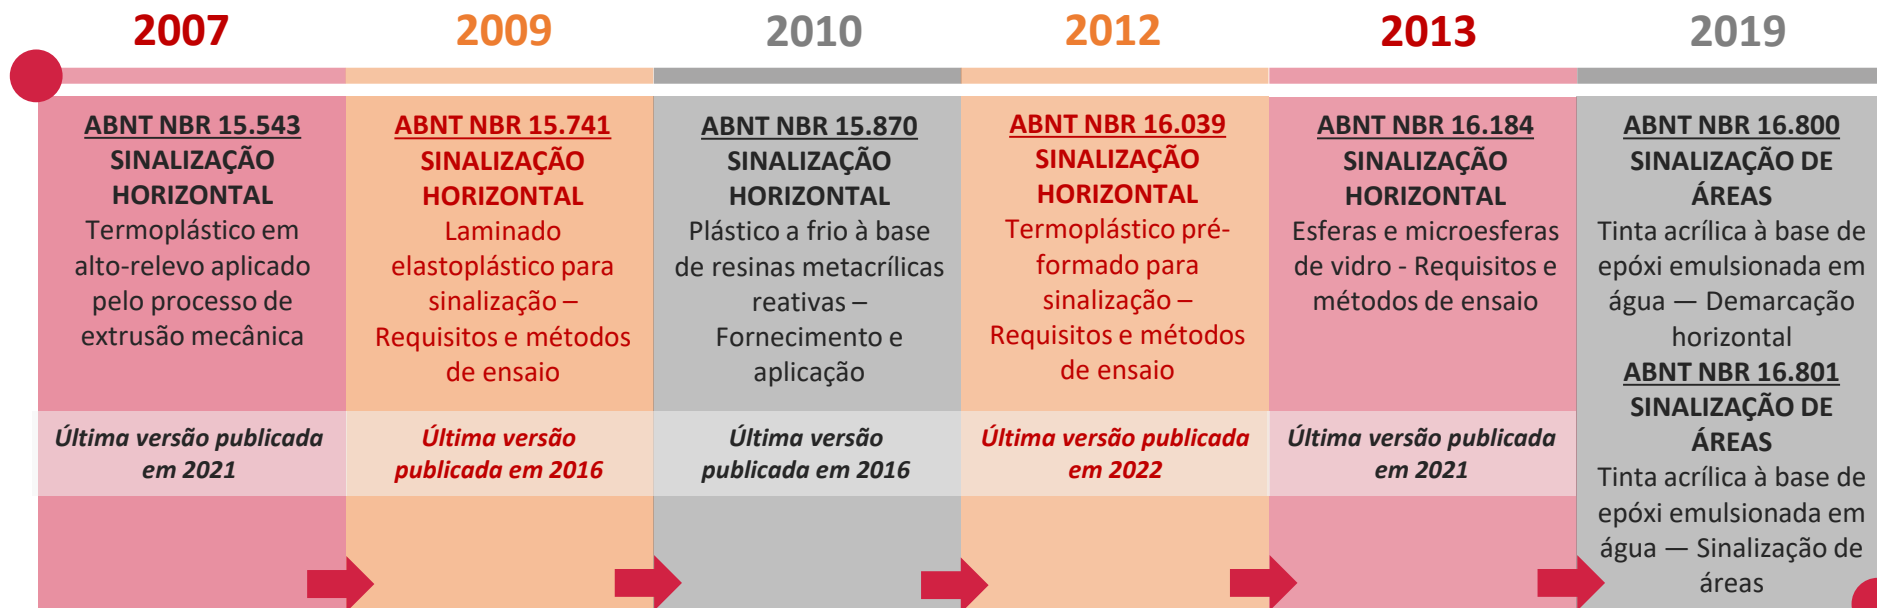 2007
ABNT NBR 15.543
SINALIZAÇÃO
HORIZONTAL
Termoplástico em
alto-relevo aplicado
pelo processo de
extrusão mecânica
Última versão publicada
em 2021
2009
ABNT NBR 15.741
SINALIZAÇÃO
HORIZONTAL
Laminado
elastoplástico para
sinalização –
Requisitos e métodos
de ensaio
Última versão
publicada em 2016
2010
ABNT NBR 15.870
SINALIZAÇÃO
HORIZONTAL
Plástico a frio à base
de resinas metacrílicas
reativas –
Fornecimento e
aplicação
Última versão
publicada em 2016
2012
ABNT NBR 16.039
SINALIZAÇÃO
HORIZONTAL
Termoplástico pré-
formado para
sinalização –
Requisitos e métodos
de ensaio
Última versão publicada
em 2022
2013
ABNT NBR 16.184
SINALIZAÇÃO
HORIZONTAL
Esferas e microesferas
de vidro - Requisitos e
métodos de ensaio
Última versão publicada
em 2021
2019
ABNT NBR 16.800
SINALIZAÇÃO DE
ÁREAS
Tinta acrílica à base de
epóxi emulsionada em
água — Demarcação
horizontal
ABNT NBR 16.801
SINALIZAÇÃO DE
ÁREAS
Tinta acrílica à base de
epóxi emulsionada em
água — Sinalização de
áreas